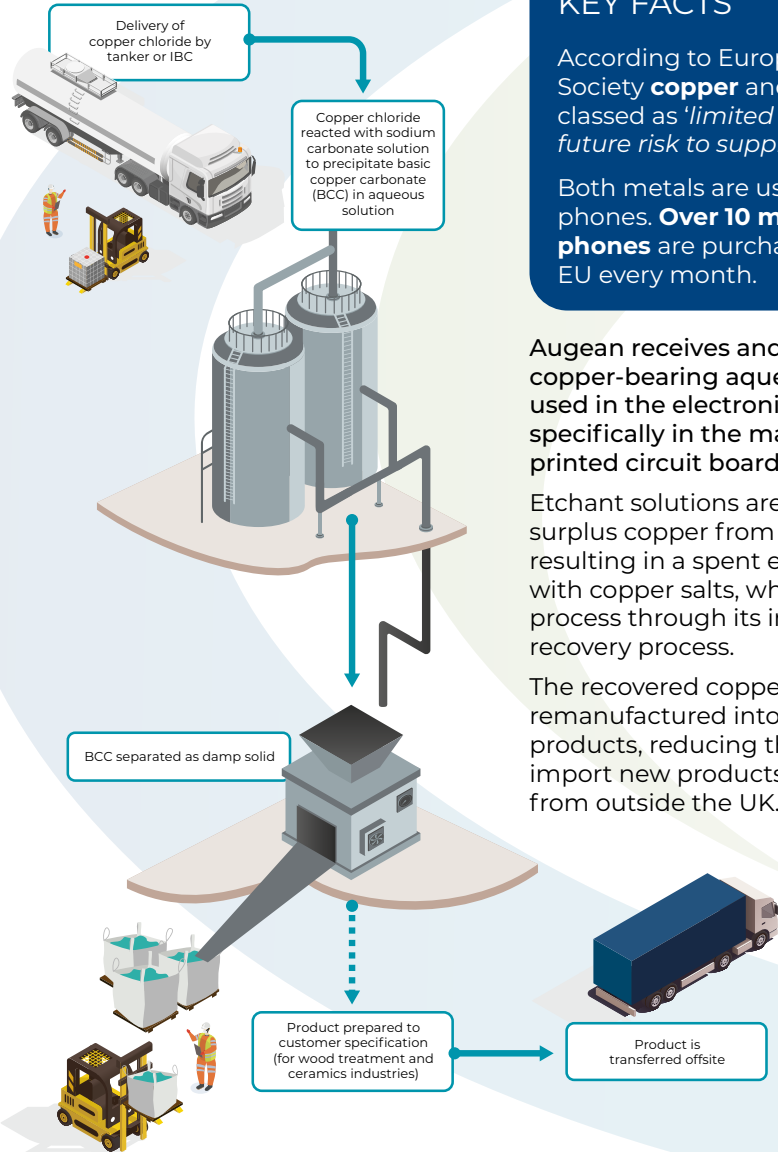 Delivery of
copper chloride by
tanker or IBC
Copper chloride
reacted with sodium
carbonate solution
to precipitate basic
copper carbonate
(BCC) in aqueous
solution
BCC separated as damp solid
Product prepared to
customer specification
(for wood treatment and
ceramics industries)
Product is
transferred offsite
KEY FACTS
According to Europ
Society copper and
classed as ‘limited
future risk to suppl
Both metals are us
phones. Over 10 m
phones are purcha
EU every month.
Augean receives and
copper-bearing aque
used in the electroni
specifically in the ma
printed circuit board
Etchant solutions are
surplus copper from
resulting in a spent e
with copper salts, wh
process through its in
recovery process.
The recovered coppe
remanufactured into
products, reducing th
import new products
from outside the UK.